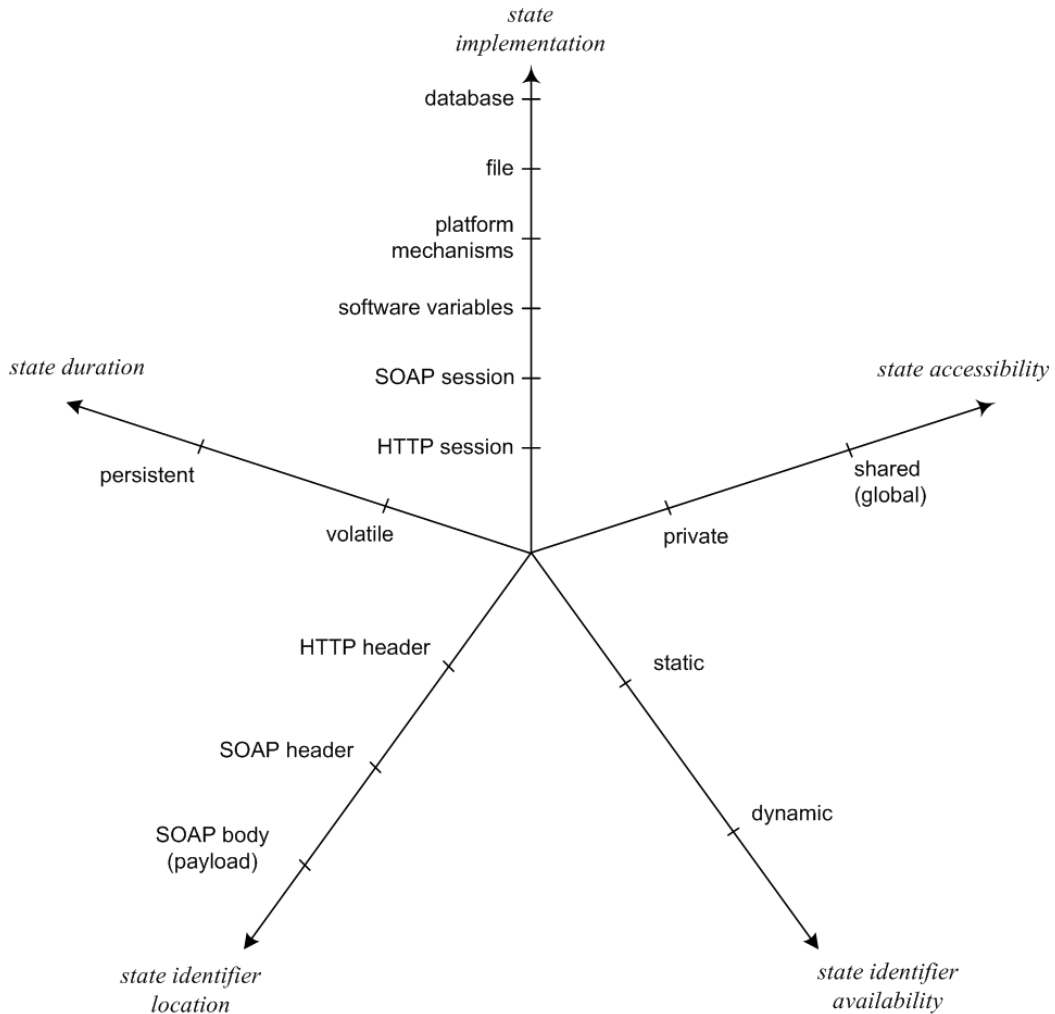 state
implementation
database
file
platform
mechanisms
software variables
SOAP session
HTTP session
state duration
persistent
volatile
state accessibility
shared
(global)
private
HTTP header
SOAP header
SOAP body
(payload)
state identifier
location
static
dynamic
state identifier
availability